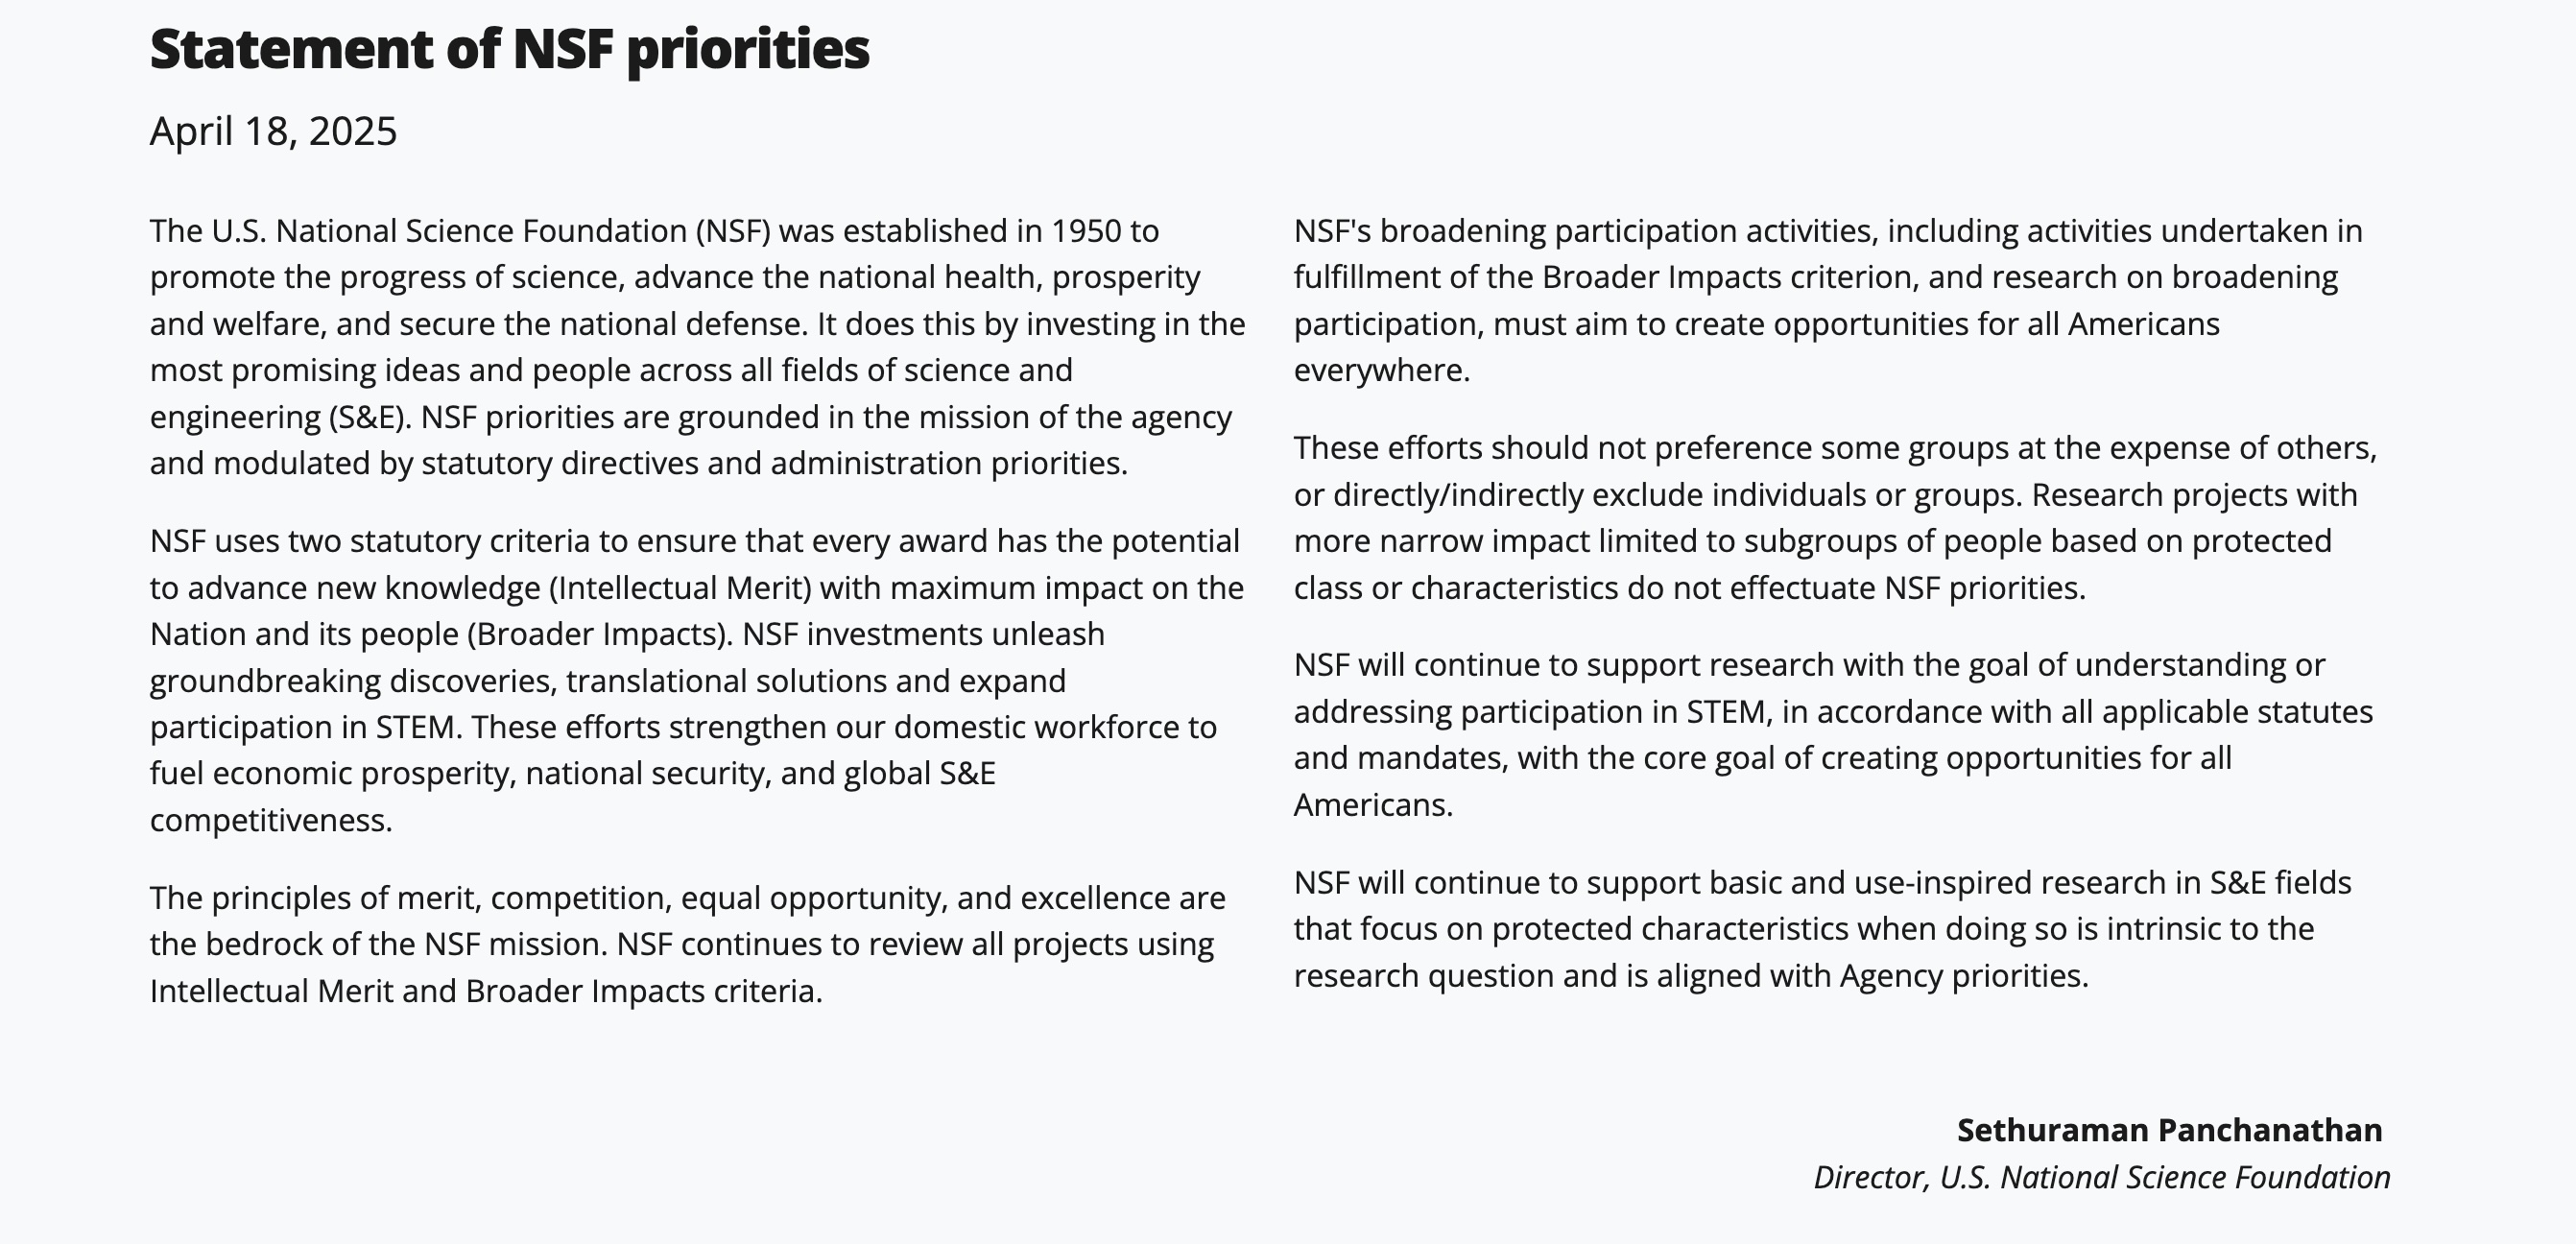 Statement of NSF priorities
April 18, 2025
The U.S. National Science Foundation (NSF) was established in 1950 to
promote the progress of science, advance the national health, prosperity
and welfare, and secure the national defense. It does this by investing in the
most promising ideas and people across all fields of science and
engineering (S&E). NSF priorities are grounded in the mission of the agency
and modulated by statutory directives and administration priorities.
NSF uses two statutory criteria to ensure that every award has the potential
to advance new knowledge (Intellectual Merit) with maximum impact on the
Nation and its people (Broader Impacts). NSF investments unleash
groundbreaking discoveries, translational solutions and expand
participation in STEM. These efforts strengthen our domestic workforce to
fuel economic prosperity, national security, and global S&E
competitiveness.
The principles of merit, competition, equal opportunity, and excellence are
the bedrock of the NSF mission. NSF continues to review all projects using
Intellectual Merit and Broader Impacts criteria.
NSF's broadening participation activities, including activities undertaken in
fulfillment of the Broader Impacts criterion, and research on broadening
participation, must aim to create opportunities for all Americans
everywhere.
These efforts should not preference some groups at the expense of others,
or directly/indirectly exclude individuals or groups. Research projects with
more narrow impact limited to subgroups of people based on protected
class or characteristics do not effectuate NSF priorities.
NSF will continue to support research with the goal of understanding or
addressing participation in STEM, in accordance with all applicable statutes
and mandates, with the core goal of creating opportunities for all
Americans.
NSF will continue to support basic and use-inspired research in S&E fields
that focus on protected characteristics when doing so is intrinsic to the
research question and is aligned with Agency priorities.
Sethuraman Panchanathan
Director, U.S. National Science Foundation